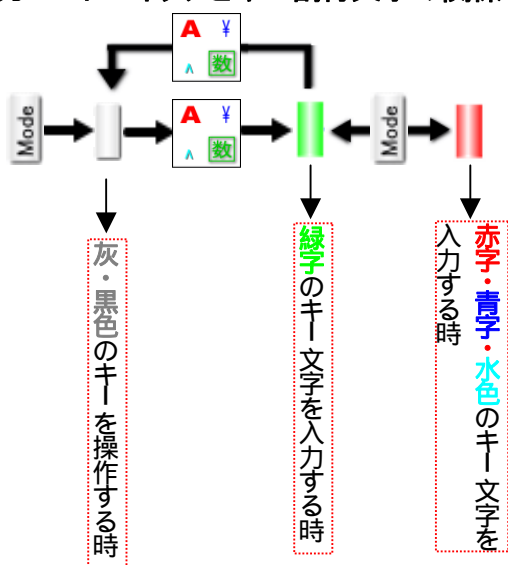 A ¥
^ 数
Mode
A ¥
^ 数
Mode
灰・黒色のキーを操作する時
緑字のキー文字を入力する時
赤字・青字・水色のキー文字を
入力する時